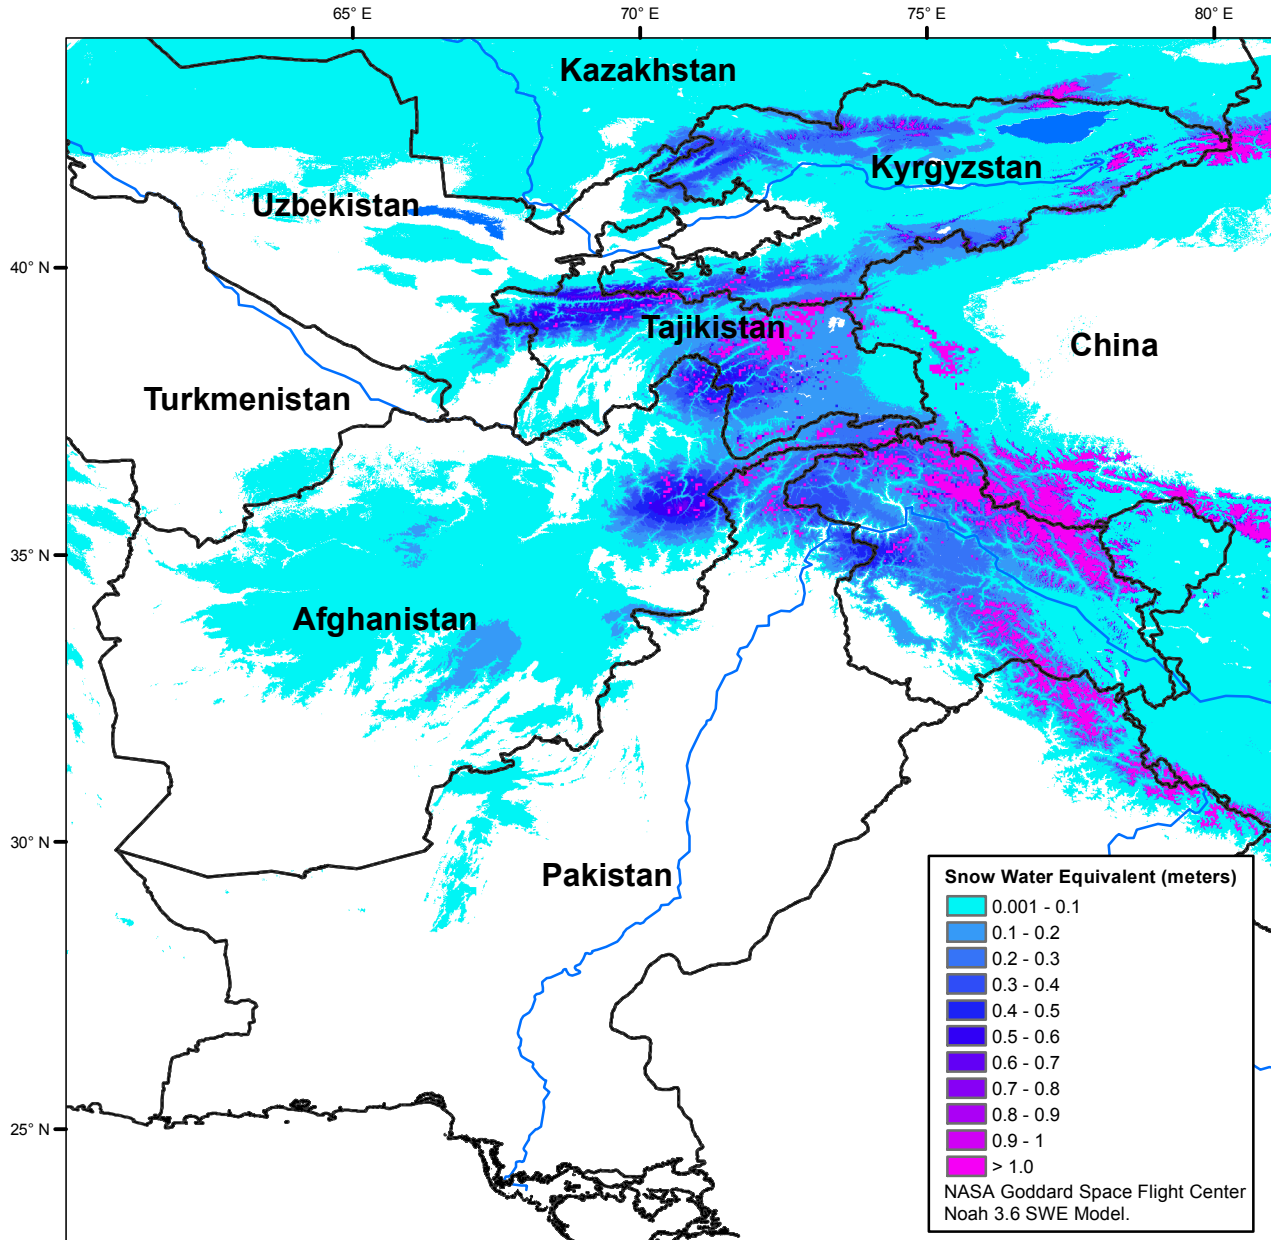 65° E
70° E
75° E
80° E
Kazakhstan
Kyrgyzstan
Uzbekistan
40° N
Tajikistan
China
Turkmenistan
35° N
Afghanistan
30° N
Pakistan
25° N
Snow Water Equivalent (meters)
0.001 - 0.1
0.1 - 0.2
0.2 - 0.3
0.3 - 0.4
0.4 - 0.5
0.5 - 0.6
0.6 - 0.7
0.7 - 0.8
0.8 - 0.9
0.9 - 1
> 1.0
NASA Goddard Space Flight Center
Noah 3.6 SWE Model.